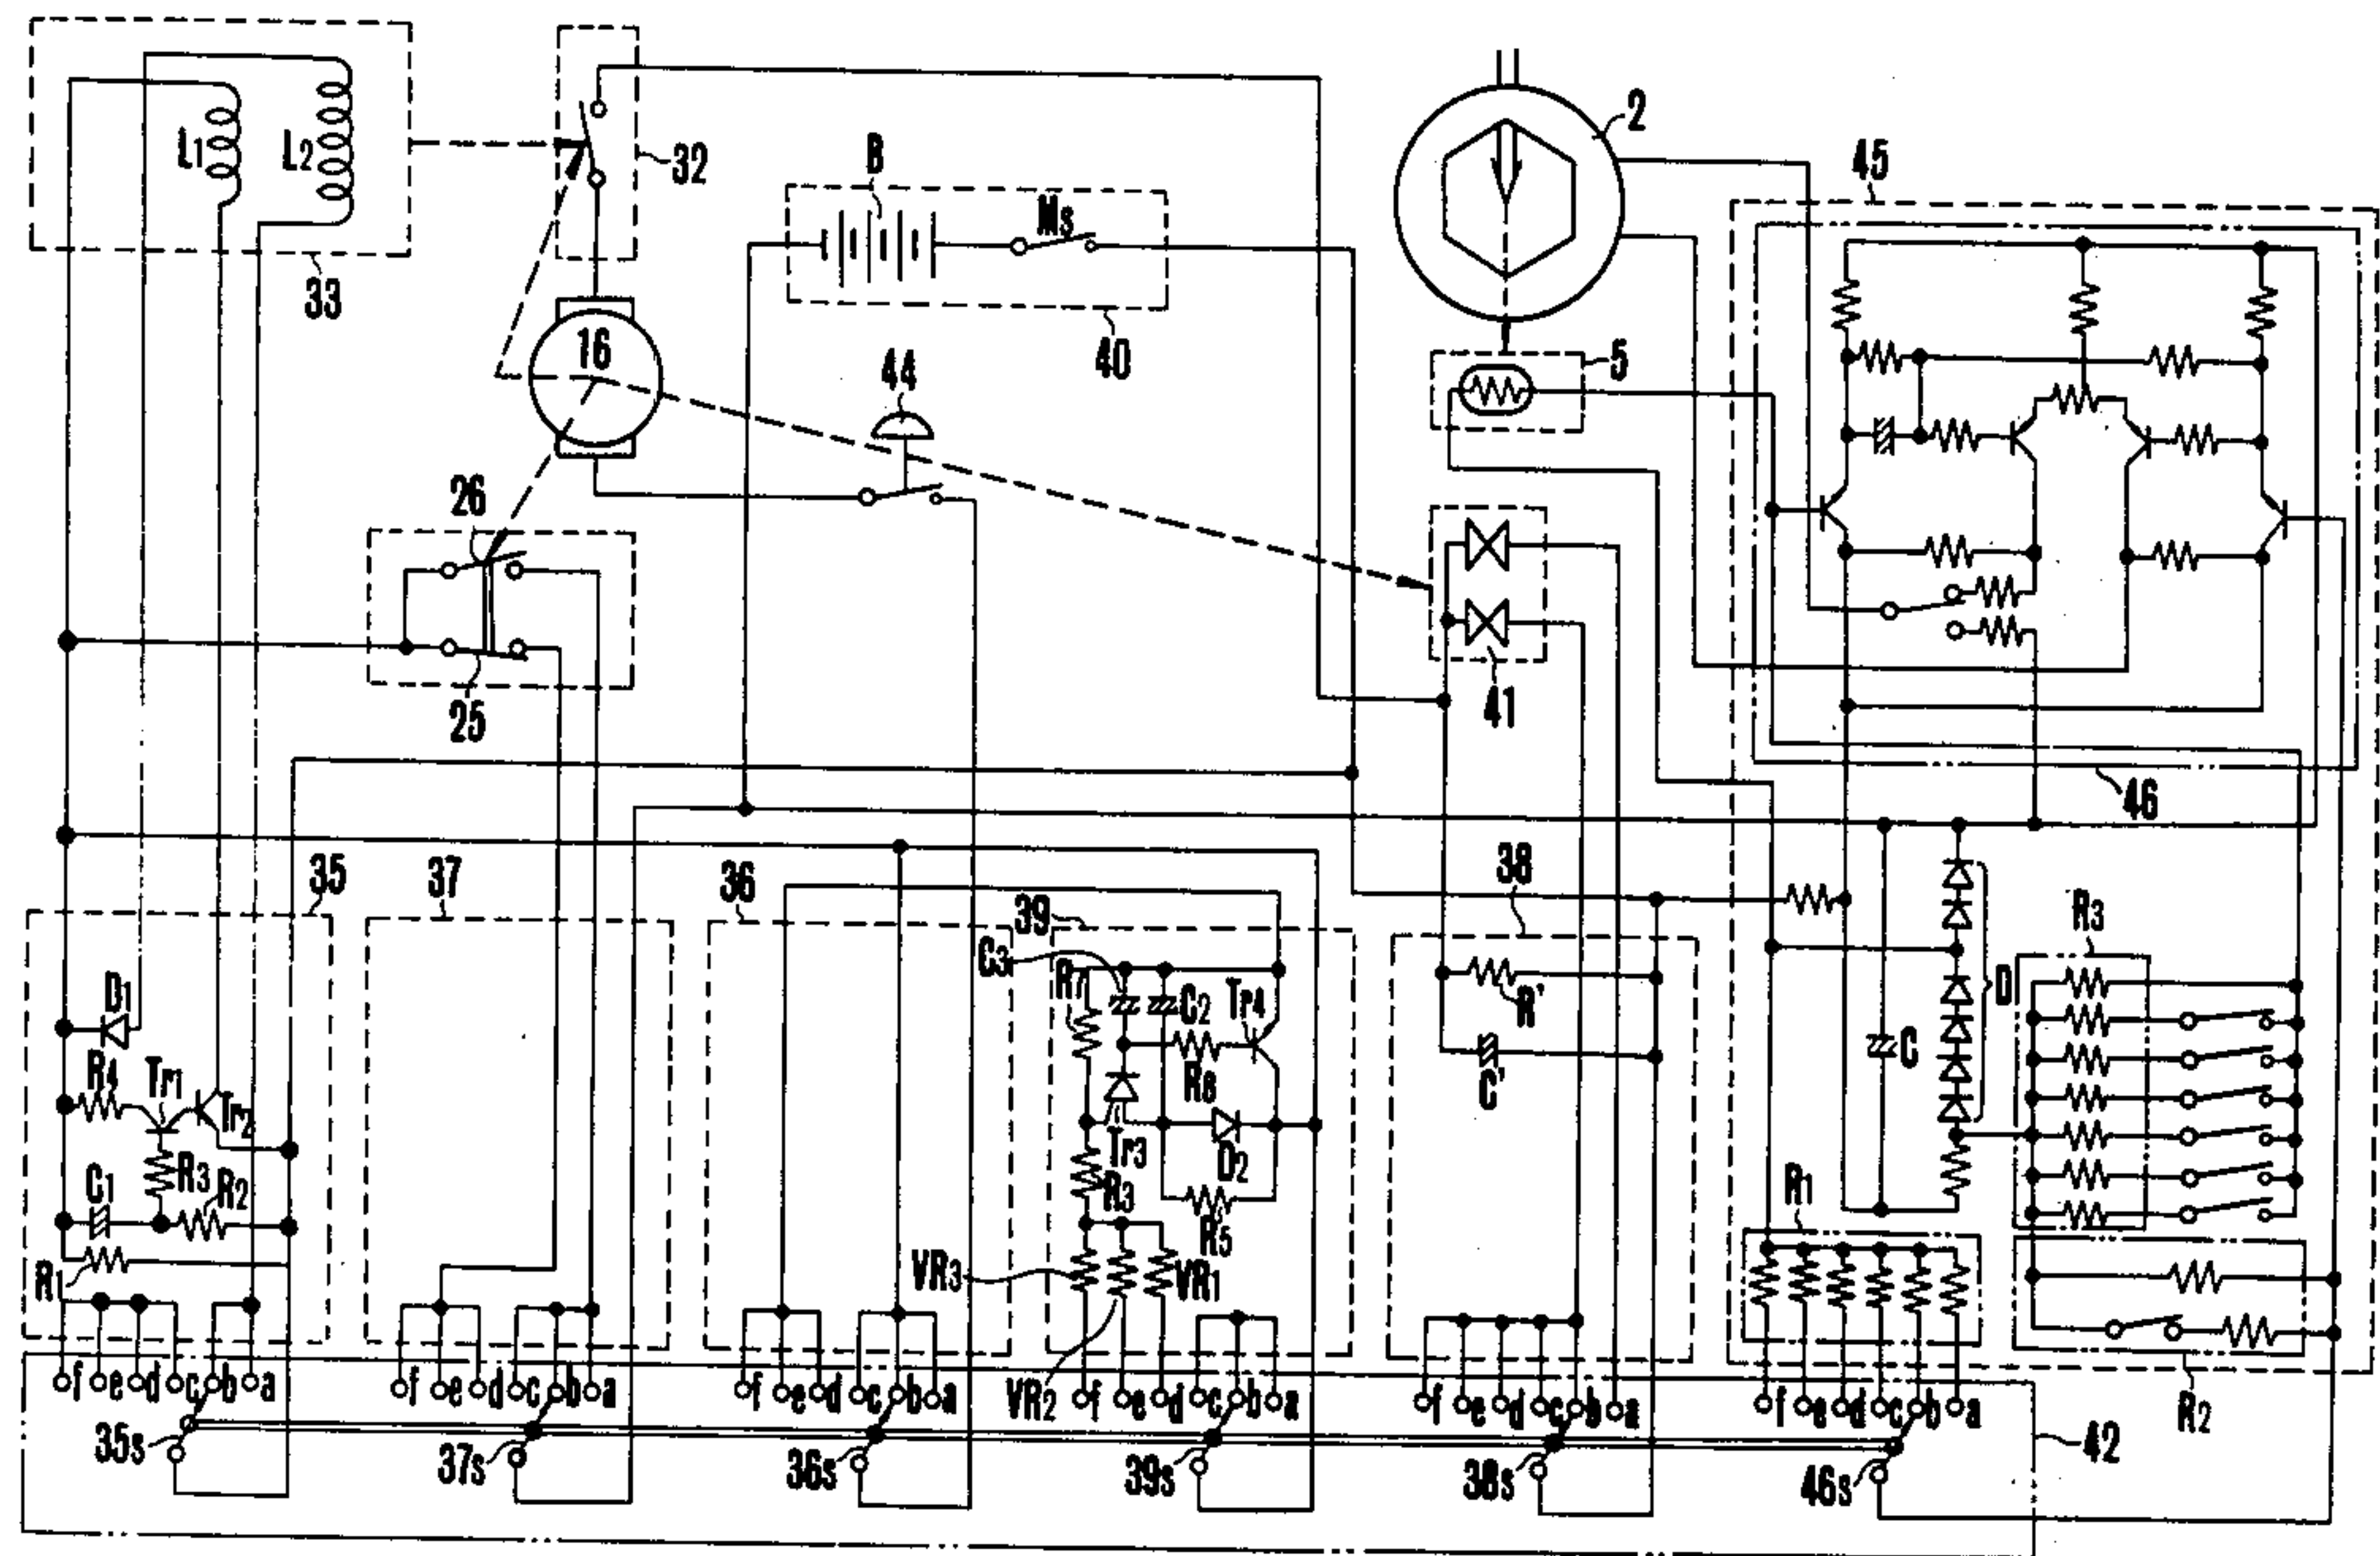 L1
L2
33
32
B
Ms
40
16
44
2
5
45
26
25
41
46
35
37
36
39
38
D1
R4
Tr1
Tr2
C1
R3
R2
R1
C3
R7
C2
Tr4
R6
Tr3
D2
R3
R5
VR3
VR1
VR2
R'
C'
C
D
R3
R1
R2
f e d c b a
f e d c b a
f e d c b a
f e d c b a
f e d c b a
f e d c b a
35s
37s
36s
39s
38s
46s
42